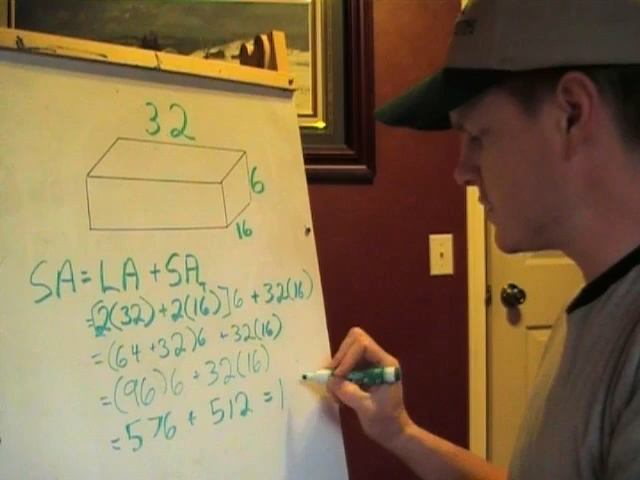 32
6
16
SA = LA + SA_T
= [2(32) + 2(16)]6 + 32(16)
= (64 + 32)6 + 32(16)
= (96)6 + 32(16)
= 576 + 512 = 1